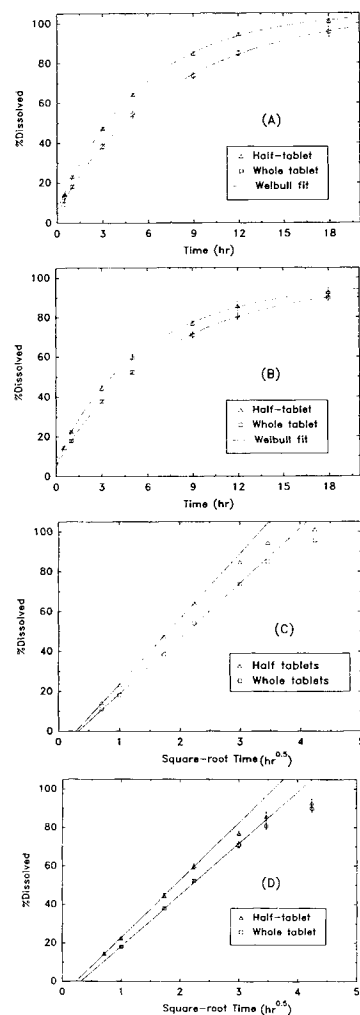 100
80
60
40
20
0
%Dissolved
(A)
Half-tablet
Whole tablet
Weibull fit
0 3 6 9 12 15 18
Time (hr)
100
80
60
40
20
0
%Dissolved
(B)
Half-tablet
Whole tablet
Weibull fit
0 3 6 9 12 15 18
Time (hr)
100
80
60
40
20
0
%Dissolved
(C)
Half tablets
Whole tablets
0 1 2 3 4 5
Square-root Time (hr^0.5)
100
80
60
40
20
0
%Dissolved
(D)
Half-tablet
Whole tablet
0 1 2 3 4 5
Square-root Time (hr^0.5)